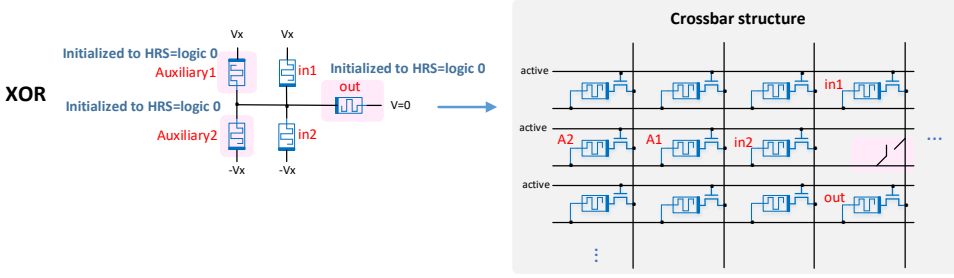 Crossbar structure
Vx Vx
Initialized to HRS=logic 0
Auxiliary1
in1
Initialized to HRS=logic 0
out
XOR
V=0
Initialized to HRS=logic 0
Auxiliary2
in2
-Vx -Vx
active
in1
active
A2 A1 in2
...
active
out
...